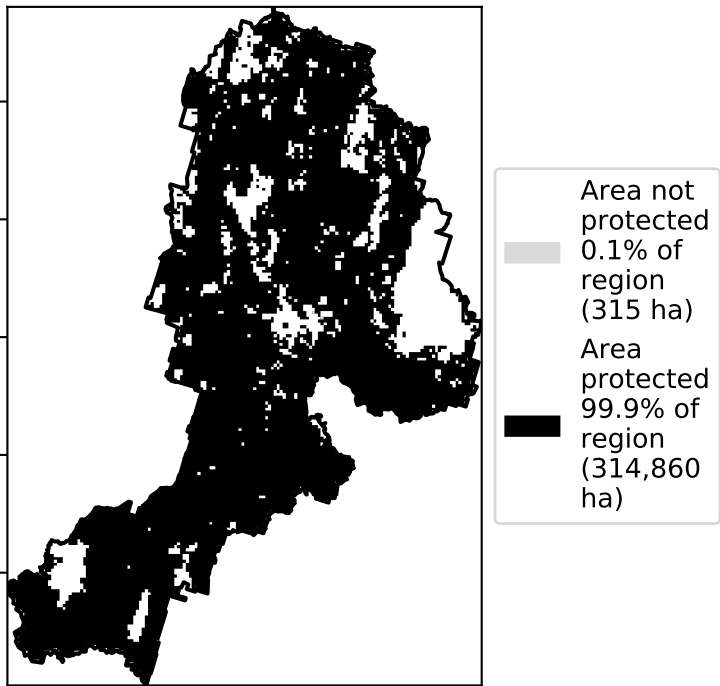 Area not
protected
0.1% of
region
(315 ha)
Area
protected
99.9% of
region
(314,860
ha)